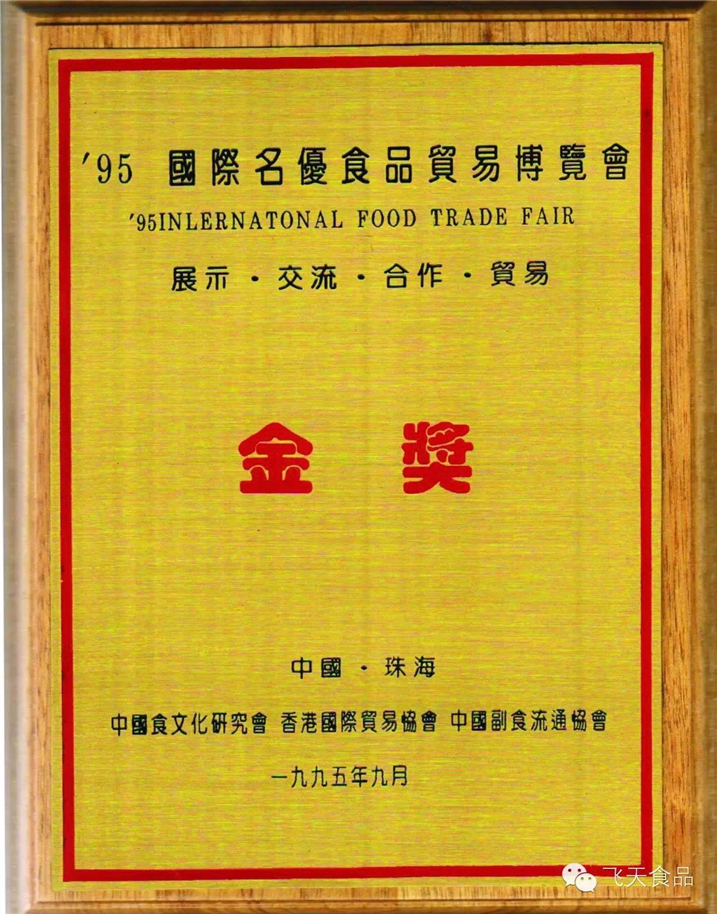 '95 國際名優食品貿易博覽會
'95INLERNATONAL FOOD TRADE FAIR
展示·交流·合作·貿易
金獎
中國·珠海
中國食文化研究會 香港國際貿易協會 中國副食流通協會
一九九五年九月
飞天食品